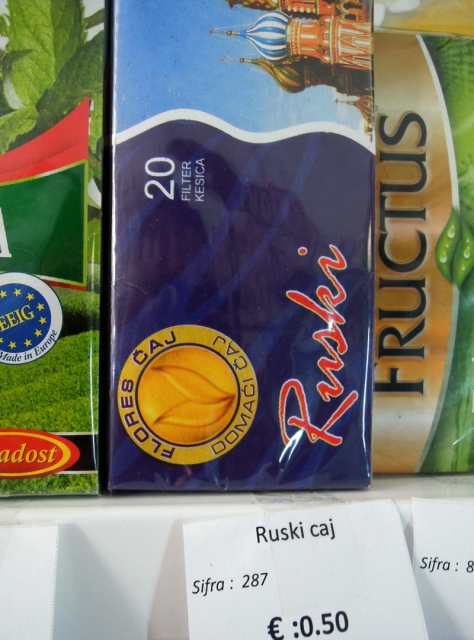 20
FILTER
KESICA
FLORES ČAJ
DOMAĆI ČAJ
Ruski
FRUCTUS
EEIG
Made in Europe
adost
Ruski caj
Sifra : 287
€ :0.50
Sifra : 8